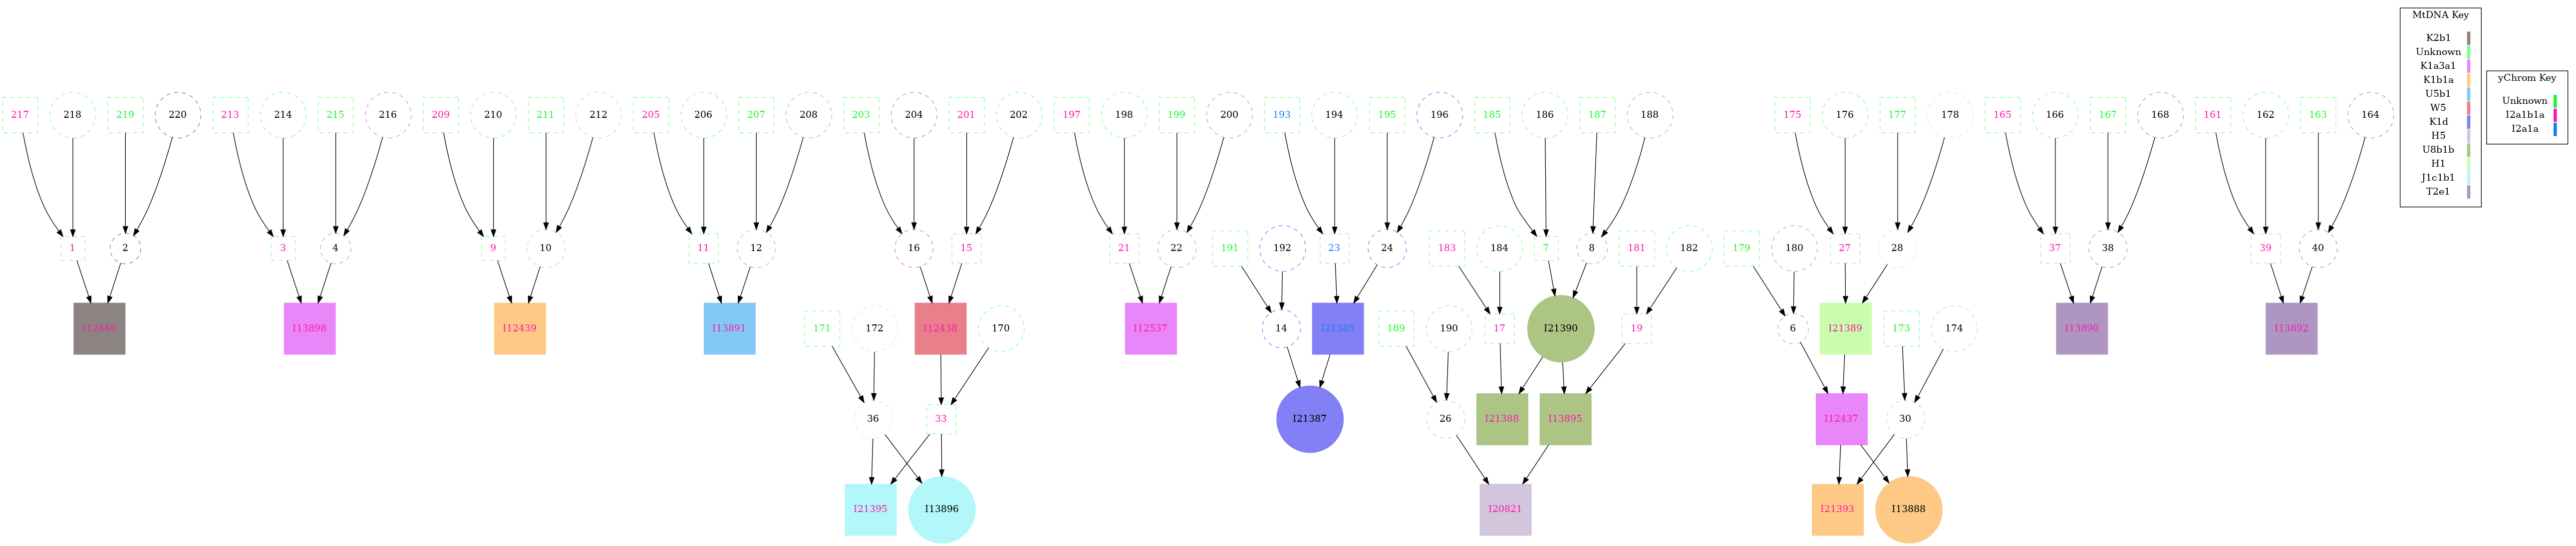 MtDNA Key
K2b1
Unknown
K1a3a1
K1b1a
U5b1
W5
K1d
H5
U8b1b
H1
J1c1b1
T2e1
yChrom Key
Unknown
I2a1b1a
I2a1a
217 218 219 220 213 214 215 216 209 210 211 212 205 206 207 208 203 204 201 202 197 198 199 200 193 194 195 196 185 186 187 188 175 176 177 178 165 166 167 168 161 162 163 164
1 2 3 4 9 10 11 12 16 15 21 22 191 192 23 24 183 184 7 8 181 182 179 180 27 28 37 38 39 40
I12440 I13898 I12439 I13891 171 172 I12438 170 I12537 14 I21385 189 190 17 I21390 19 6 I21389 173 174 I13890 I13892
36 33 I21387 26 I21388 I13895 I12437 30
I21395 I13896 I20821 I21393 I13888